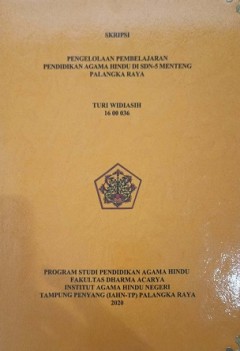 SKRIPSI
PENGELOLAAN PEMBELAJARAN
PENDIDIKAN AGAMA HINDU DI SDN-5 MENTENG
PALANGKA RAYA
TURI WIDIASIH
16 00 036
PROGRAM STUDI PENDIDIKAN AGAMA HINDU
FAKULTAS DHARMA ACARYA
INSTITUT AGAMA HINDU NEGERI
TAMPUNG PENYANG (IAHN-TP) PALANGKA RAYA
2020